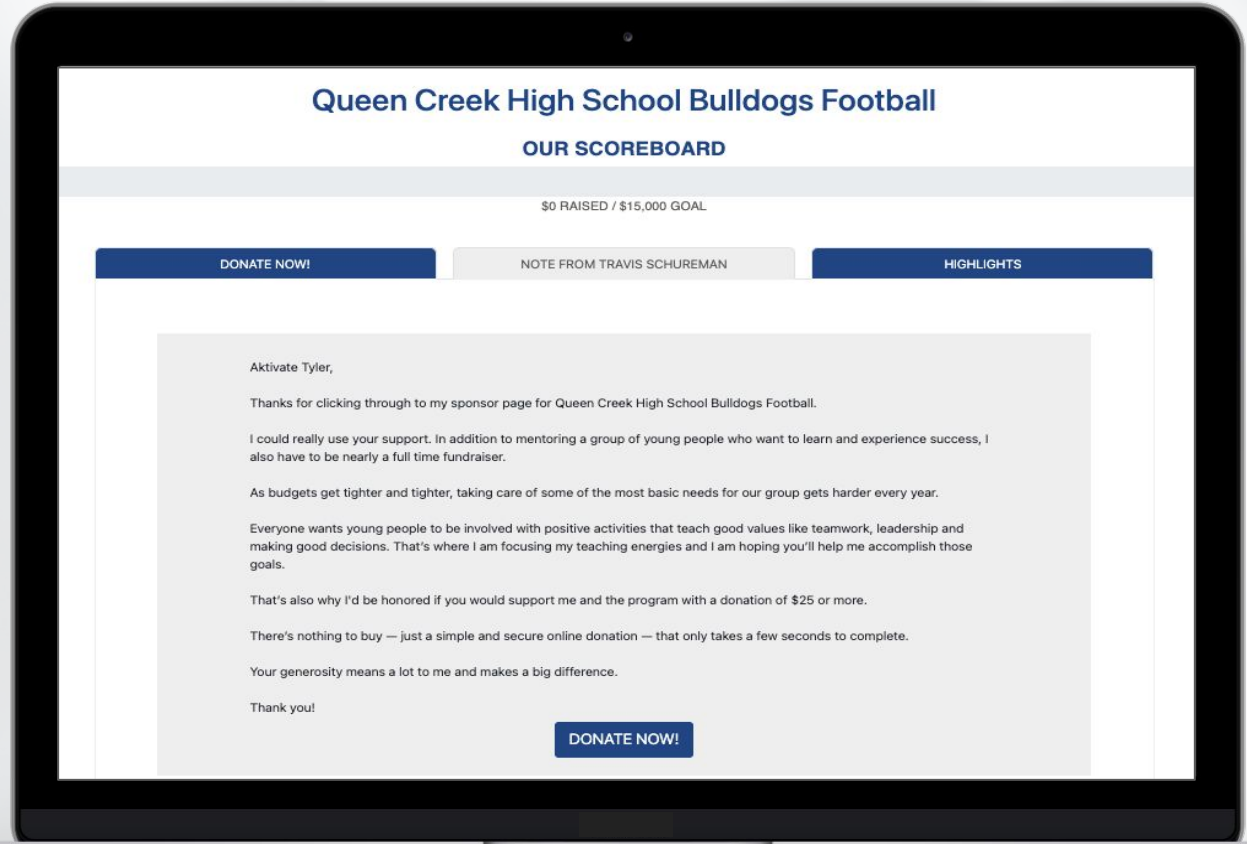 Queen Creek High School Bulldogs Football
OUR SCOREBOARD
$0 RAISED / $15,000 GOAL
DONATE NOW!
NOTE FROM TRAVIS SCHUREMAN
HIGHLIGHTS
Aktivate Tyler,
Thanks for clicking through to my sponsor page for Queen Creek High School Bulldogs Football.
I could really use your support. In addition to mentoring a group of young people who want to learn and experience success, I
also have to be nearly a full time fundraiser.
As budgets get tighter and tighter, taking care of some of the most basic needs for our group gets harder every year.
Everyone wants young people to be involved with positive activities that teach good values like teamwork, leadership and
making good decisions. That's where I am focusing my teaching energies and I am hoping you'll help me accomplish those
goals.
That's also why I'd be honored if you would support me and the program with a donation of $25 or more.
There's nothing to buy — just a simple and secure online donation — that only takes a few seconds to complete.
Your generosity means a lot to me and makes a big difference.
Thank you!
DONATE NOW!